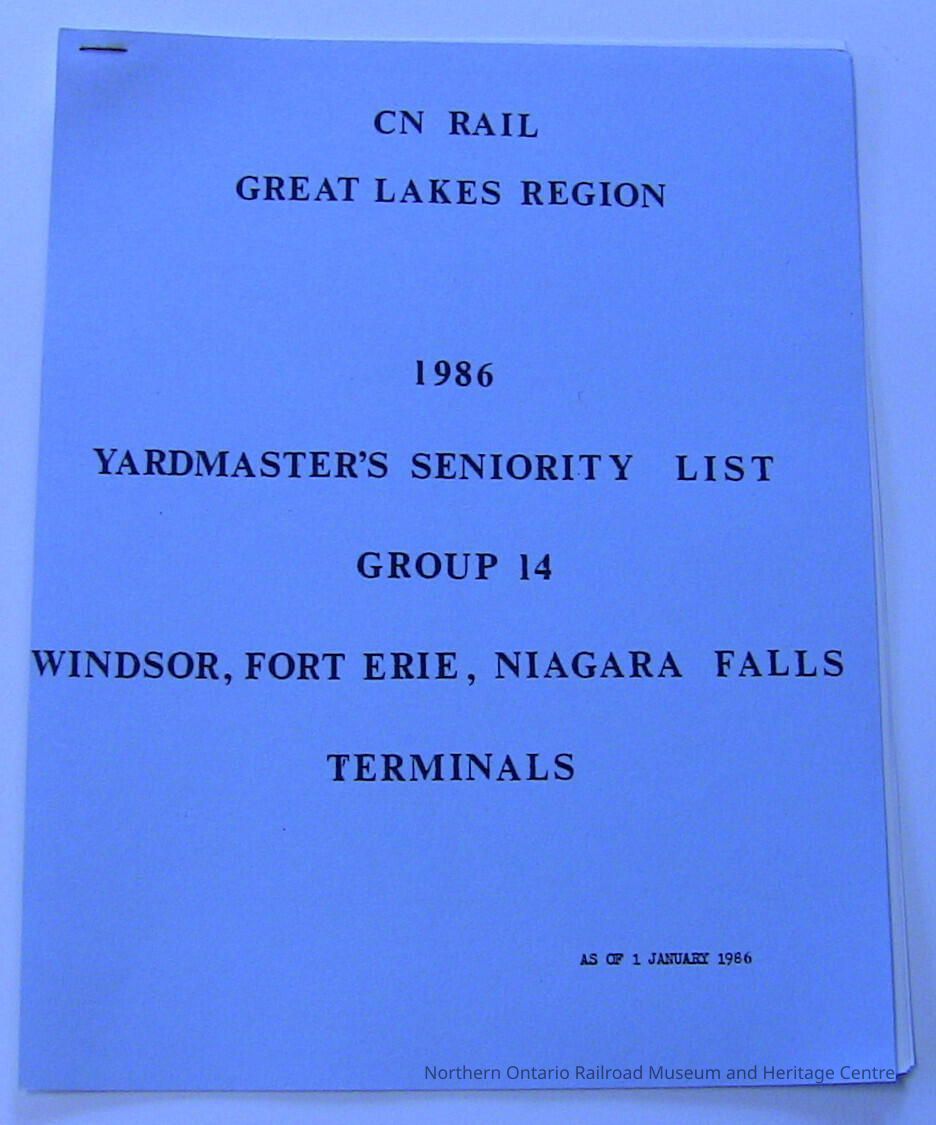 CN RAIL
GREAT LAKES REGION
1986
YARDMASTER'S SENIORITY LIST
GROUP 14
WINDSOR, FORT ERIE, NIAGARA FALLS
TERMINALS
AS OF 1 JANUARY 1986
Northern Ontario Railroad Museum and Heritage Centre